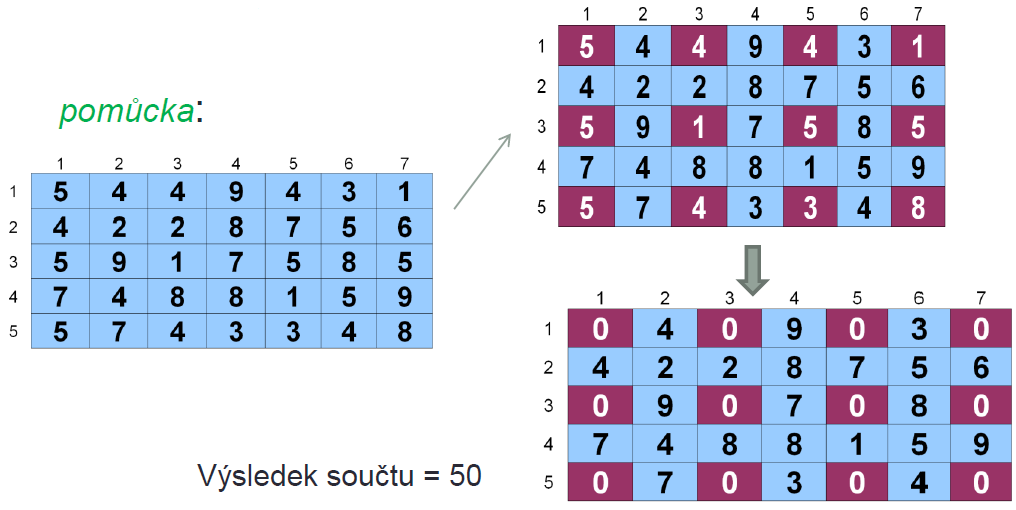 pomůcka:
1 2 3 4 5 6 7
1 5 4 4 9 4 3 1
2 4 2 2 8 7 5 6
3 5 9 1 7 5 8 5
4 7 4 8 8 1 5 9
5 5 7 4 3 3 4 8
1 2 3 4 5 6 7
1 5 4 4 9 4 3 1
2 4 2 2 8 7 5 6
3 5 9 1 7 5 8 5
4 7 4 8 8 1 5 9
5 5 7 4 3 3 4 8
1 2 3 4 5 6 7
1 0 4 0 9 0 3 0
2 4 2 2 8 7 5 6
3 0 9 0 7 0 8 0
4 7 4 8 8 1 5 9
5 0 7 0 3 0 4 0
Výsledek součtu = 50